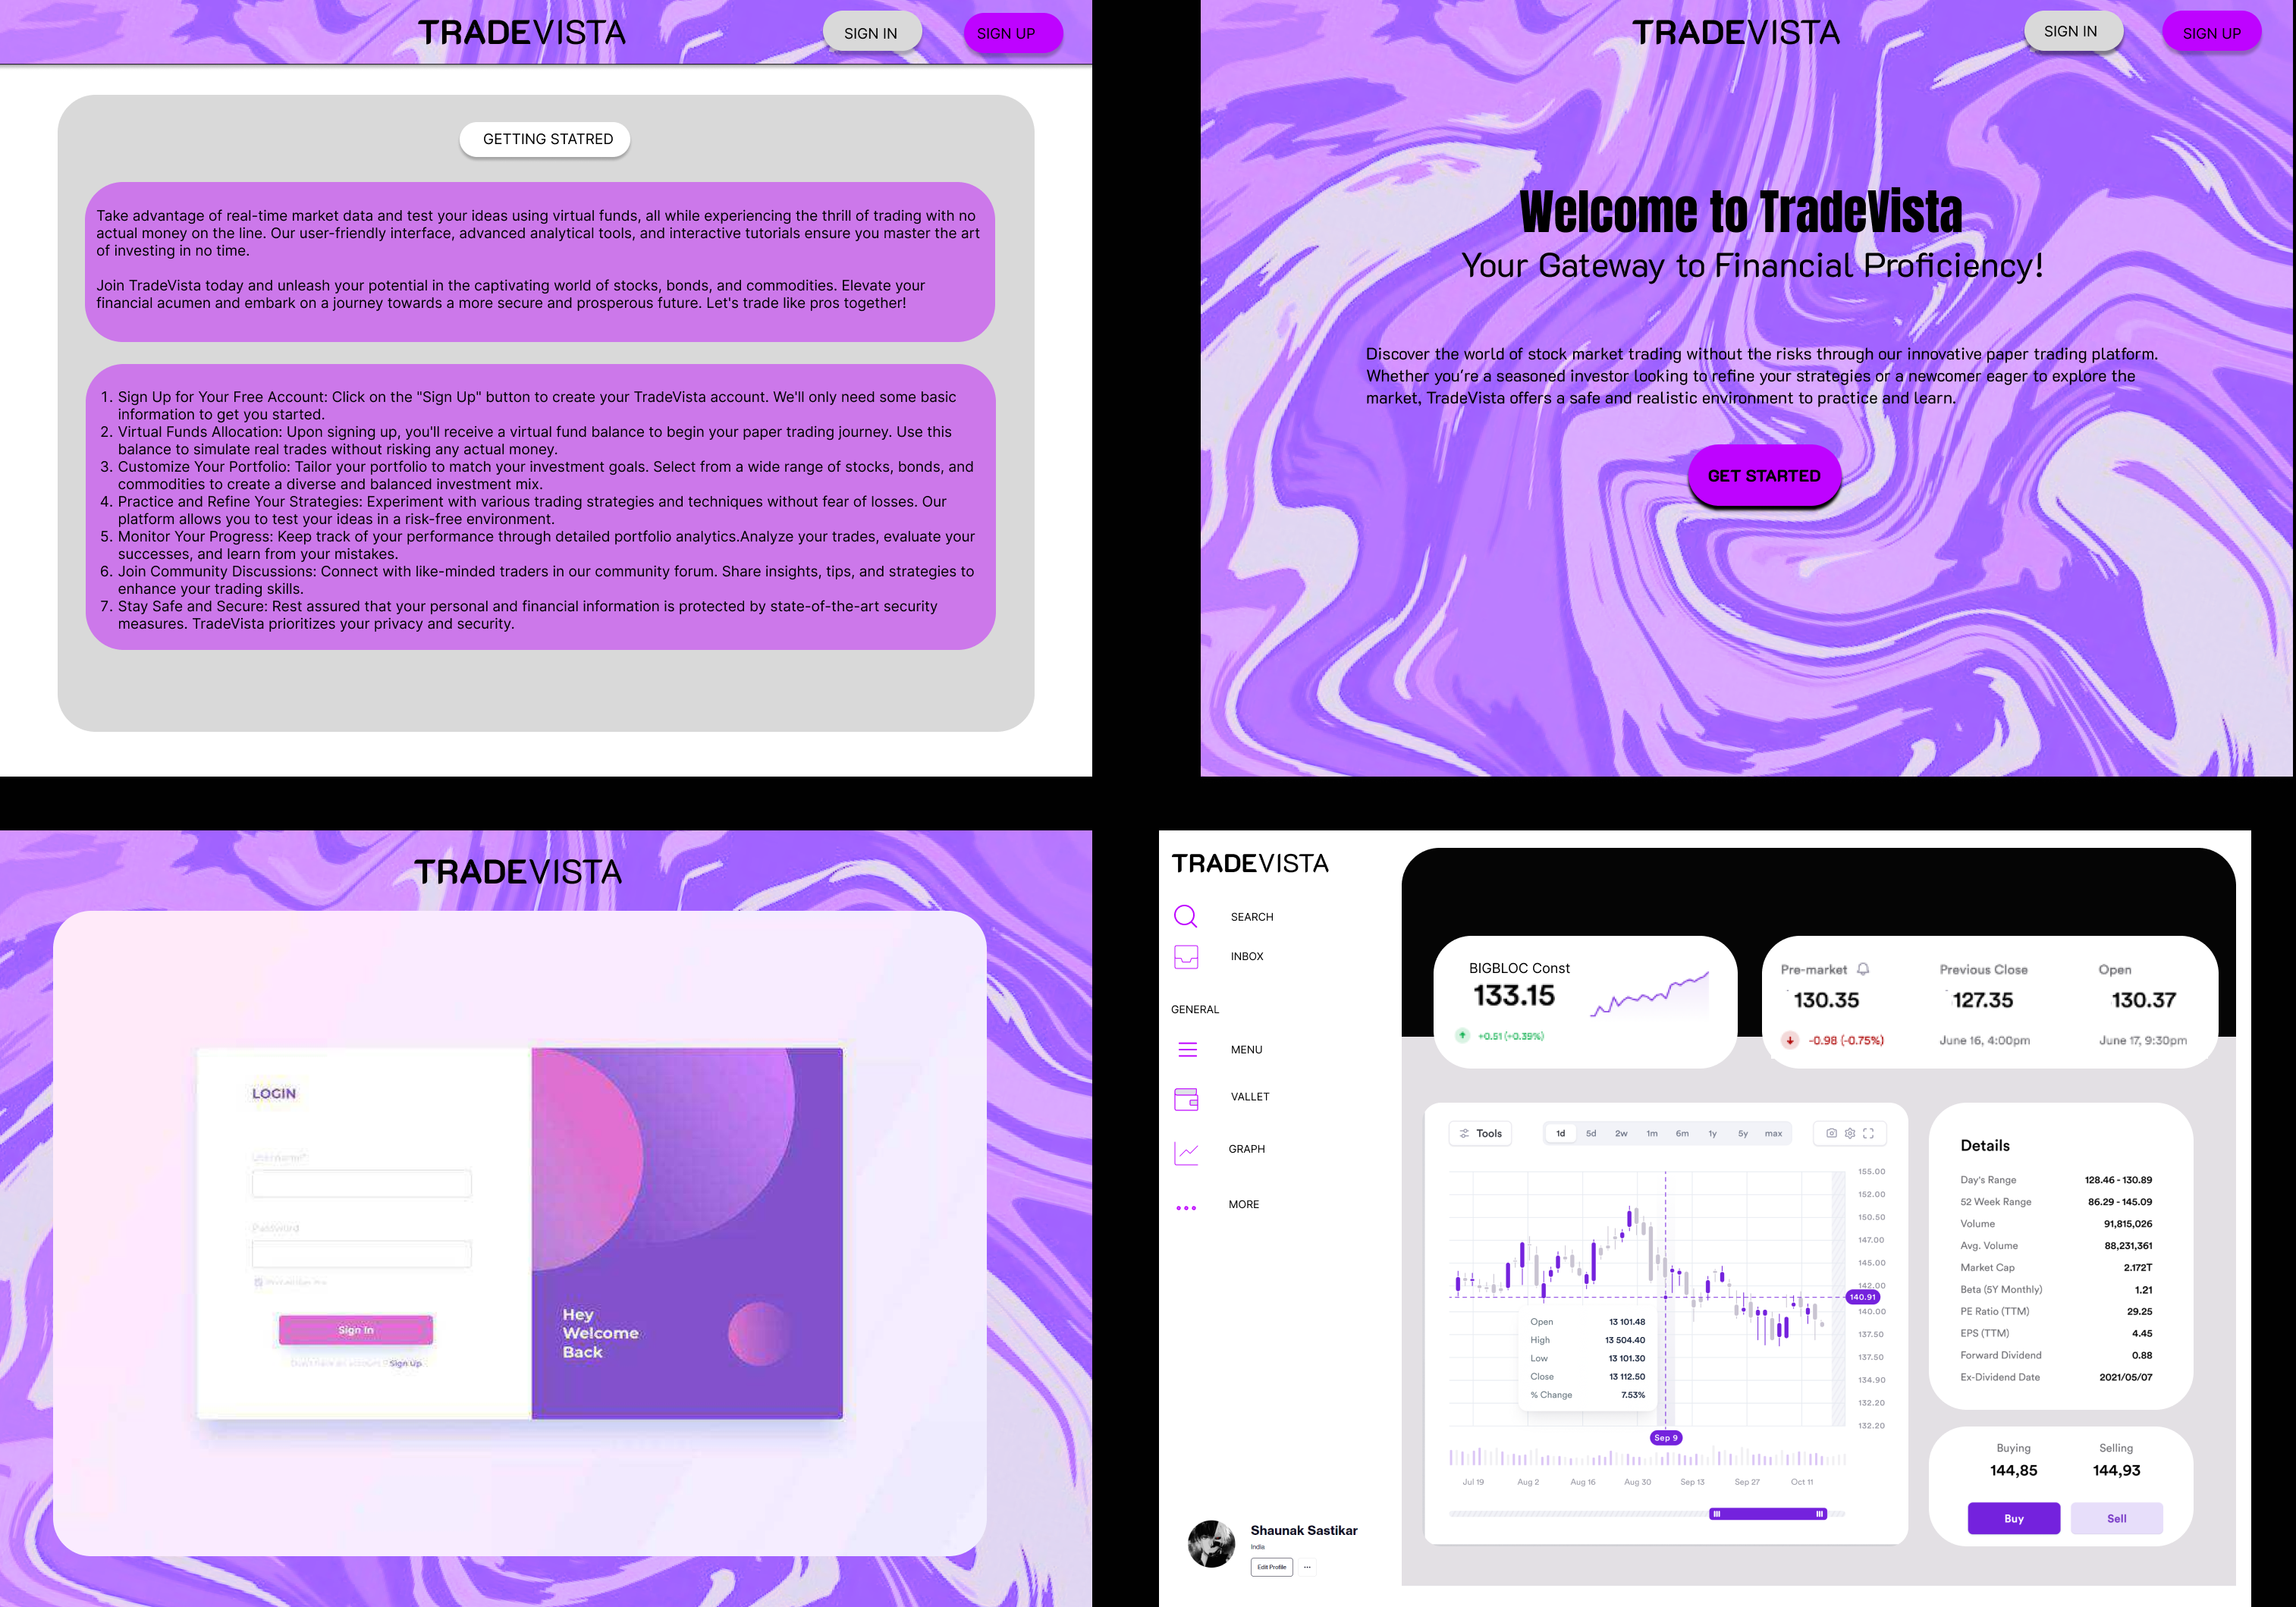 TRADEVISTA
SIGN IN
SIGN UP
GETTING STATRED
Take advantage of real-time market data and test your ideas using virtual funds, all while experiencing the thrill of trading with no
actual money on the line. Our user-friendly interface, advanced analytical tools, and interactive tutorials ensure you master the art
of investing in no time.
Join TradeVista today and unleash your potential in the captivating world of stocks, bonds, and commodities. Elevate your
financial acumen and embark on a journey towards a more secure and prosperous future. Let's trade like pros together!
1. Sign Up for Your Free Account: Click on the "Sign Up" button to create your TradeVista account. We'll only need some basic
information to get you started.
2. Virtual Funds Allocation: Upon signing up, you'll receive a virtual fund balance to begin your paper trading journey. Use this
balance to simulate real trades without risking any actual money.
3. Customize Your Portfolio: Tailor your portfolio to match your investment goals. Select from a wide range of stocks, bonds, and
commodities to create a diverse and balanced investment mix.
4. Practice and Refine Your Strategies: Experiment with various trading strategies and techniques without fear of losses. Our
platform allows you to test your ideas in a risk-free environment.
5. Monitor Your Progress: Keep track of your performance through detailed portfolio analytics.Analyze your trades, evaluate your
successes, and learn from your mistakes.
6. Join Community Discussions: Connect with like-minded traders in our community forum. Share insights, tips, and strategies to
enhance your trading skills.
7. Stay Safe and Secure: Rest assured that your personal and financial information is protected by state-of-the-art security
measures. TradeVista prioritizes your privacy and security.
TRADEVISTA
SIGN IN
SIGN UP
Welcome to TradeVista
Your Gateway to Financial Proficiency!
Discover the world of stock market trading without the risks through our innovative paper trading platform.
Whether you're a seasoned investor looking to refine your strategies or a newcomer eager to explore the
market, TradeVista offers a safe and realistic environment to practice and learn.
GET STARTED
TRADEVISTA
LOGIN
Username*
Password
Sign In
Don't have an account? Sign Up
Hey
Welcome
Back
TRADEVISTA
SEARCH
INBOX
GENERAL
MENU
VALLET
GRAPH
MORE
Shaunak Sastikar
India
Edit Profile
BIGBLOC Const
133.15
+0.51 (+0.39%)
Pre-market
130.35
-0.98 (-0.75%)
Previous Close
127.35
June 16, 4:00pm
Open
130.37
June 17, 9:30pm
Tools
1d 5d 2w 1m 6m 1y 5y max
155.00
152.00
150.50
147.00
145.00
142.00
140.91
140.00
137.50
137.50
134.90
132.20
132.20
Open 13 101.48
High 13 504.40
Low 13 101.30
Close 13 112.50
% Change 7.53%
Sep 9
Jul 19 Aug 2 Aug 16 Aug 30 Sep 13 Sep 27 Oct 11
Details
Day's Range 128.46 - 130.89
52 Week Range 86.29 - 145.09
Volume 91,815,026
Avg. Volume 88,231,361
Market Cap 2.172T
Beta (5Y Monthly) 1.21
PE Ratio (TTM) 29.25
EPS (TTM) 4.45
Forward Dividend 0.88
Ex-Dividend Date 2021/05/07
Buying Selling
144,85 144,93
Buy Sell